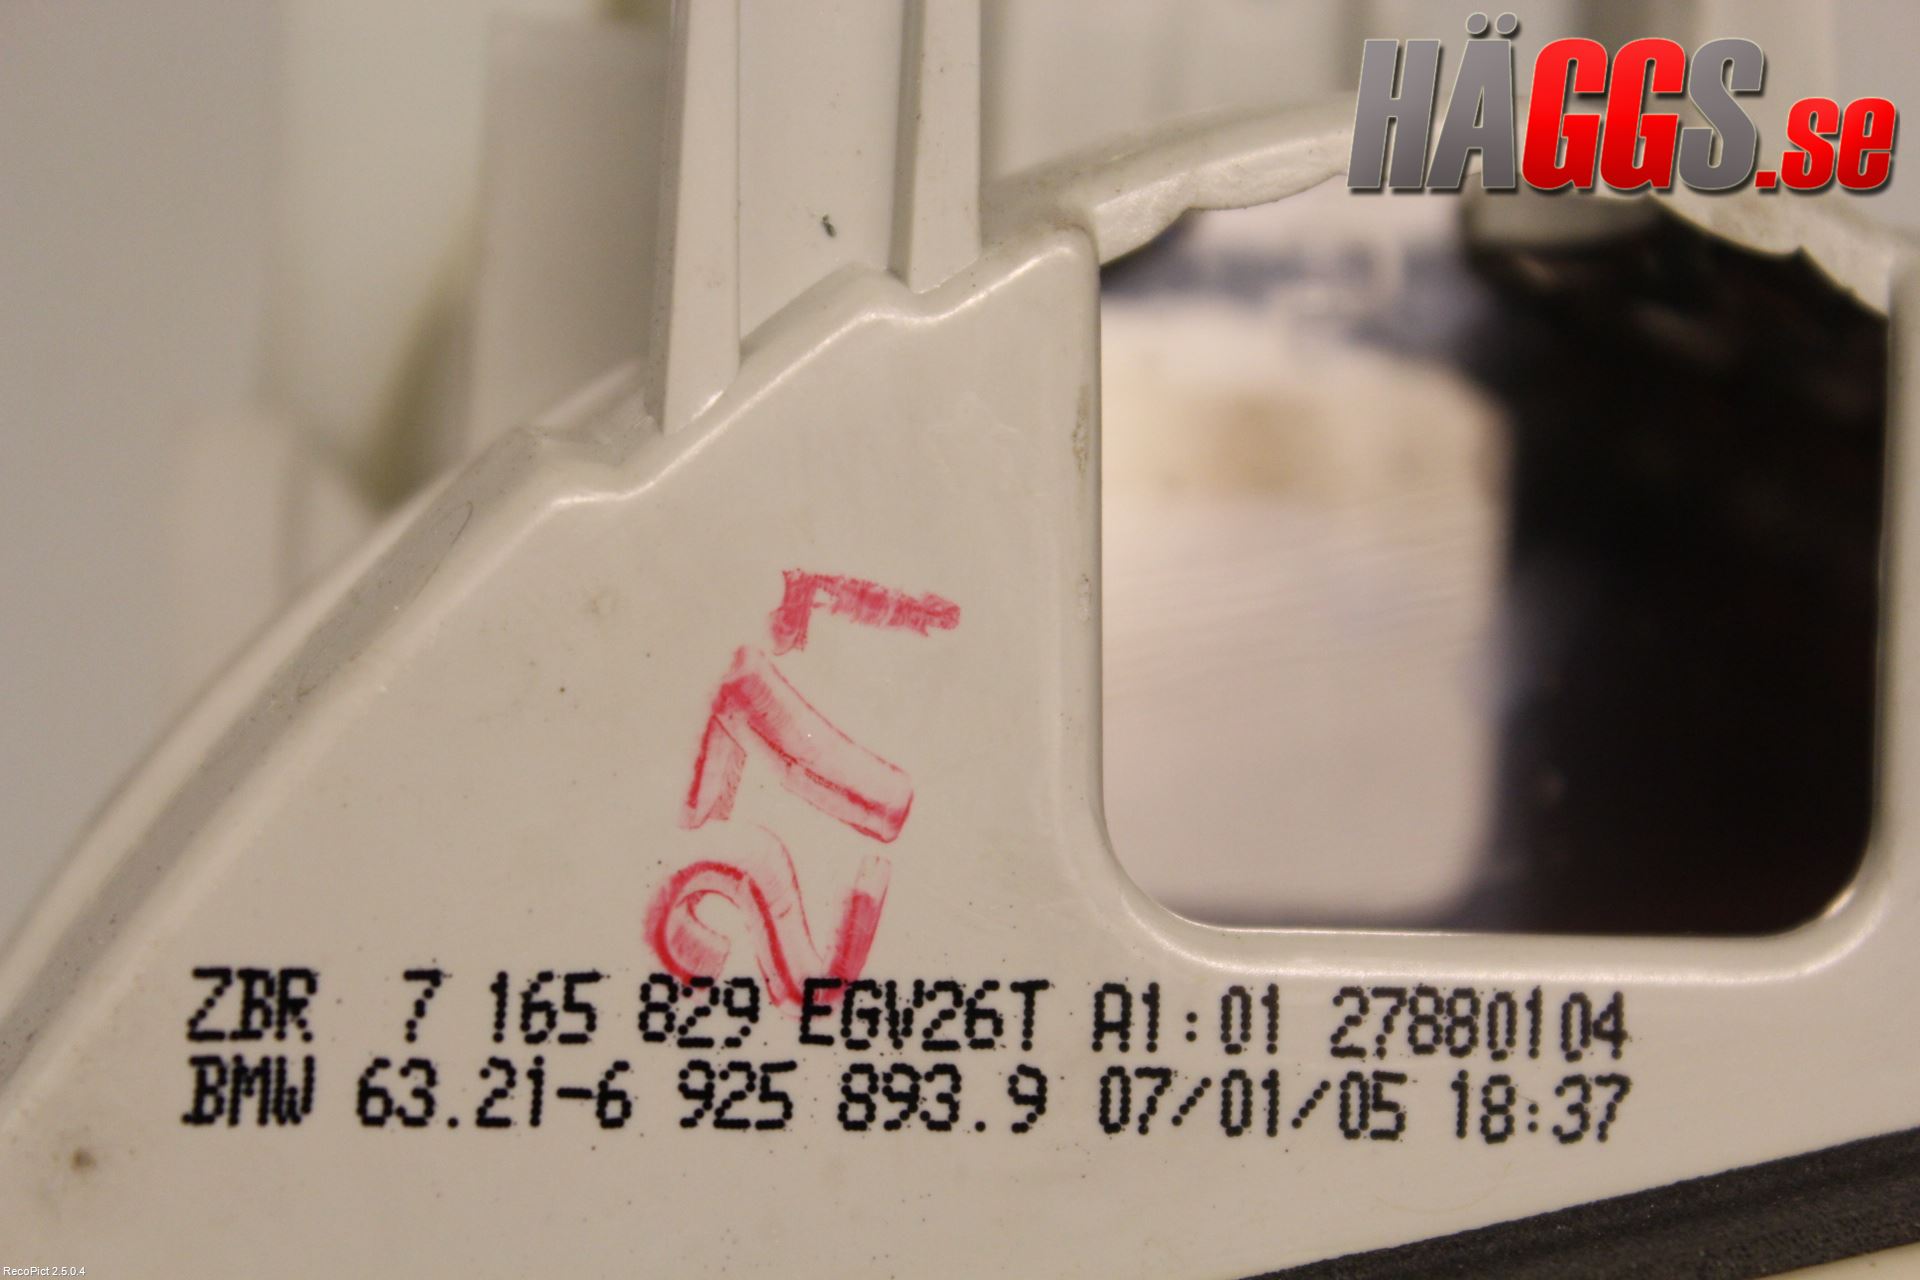 HÄGGS.se
271
ZBR 7 165 829 EGV26T A1:01 27880104
BMW 63.21-6 925 893.9 07/01/05 18:37
RecoPict 2.5.0.4